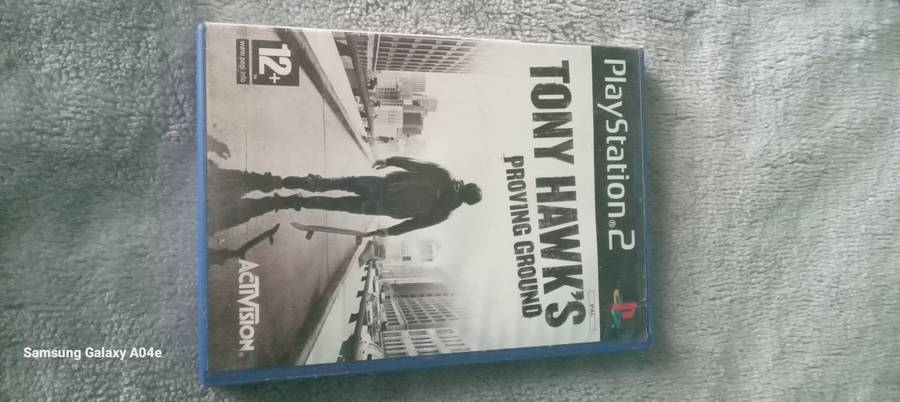 PlayStation®2
PAL
TONY HAWK'S
PROVING GROUND
12+
www.pegi.info
ACTIVISION
Samsung Galaxy A04e